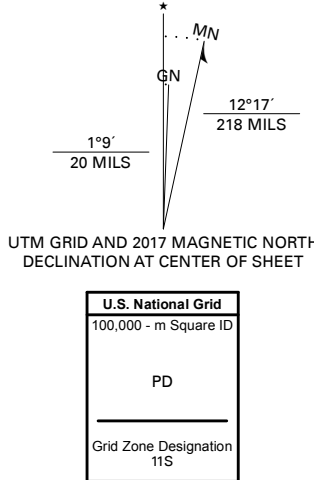 ★
MN
GN
1°9´
20 MILS
12°17´
218 MILS
UTM GRID AND 2017 MAGNETIC NORTH
DECLINATION AT CENTER OF SHEET
U.S. National Grid
100,000 - m Square ID
PD
Grid Zone Designation
11S